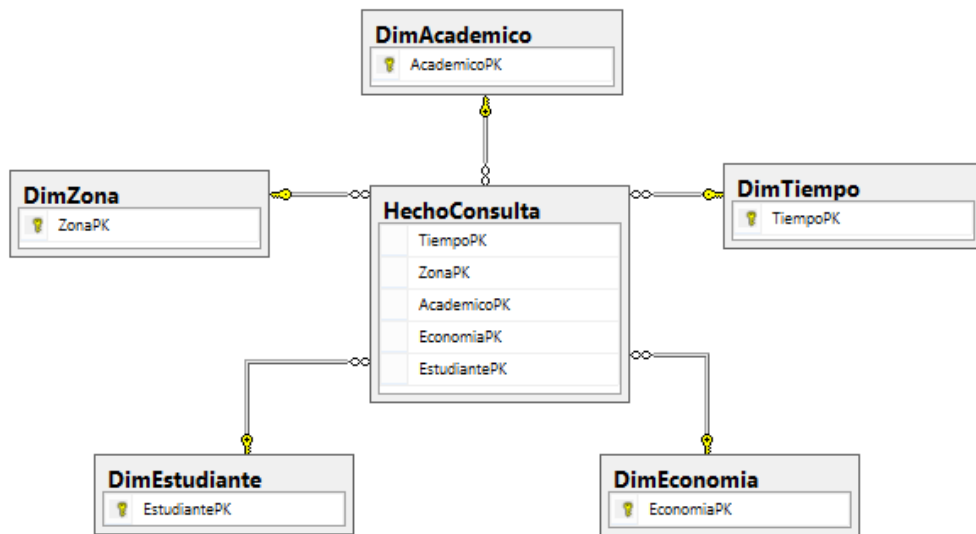 DimAcademico
AcademicoPK
DimZona
ZonaPK
HechoConsulta
TiempoPK
ZonaPK
AcademicoPK
EconomiaPK
EstudiantePK
DimTiempo
TiempoPK
DimEstudiante
EstudiantePK
DimEconomia
EconomiaPK